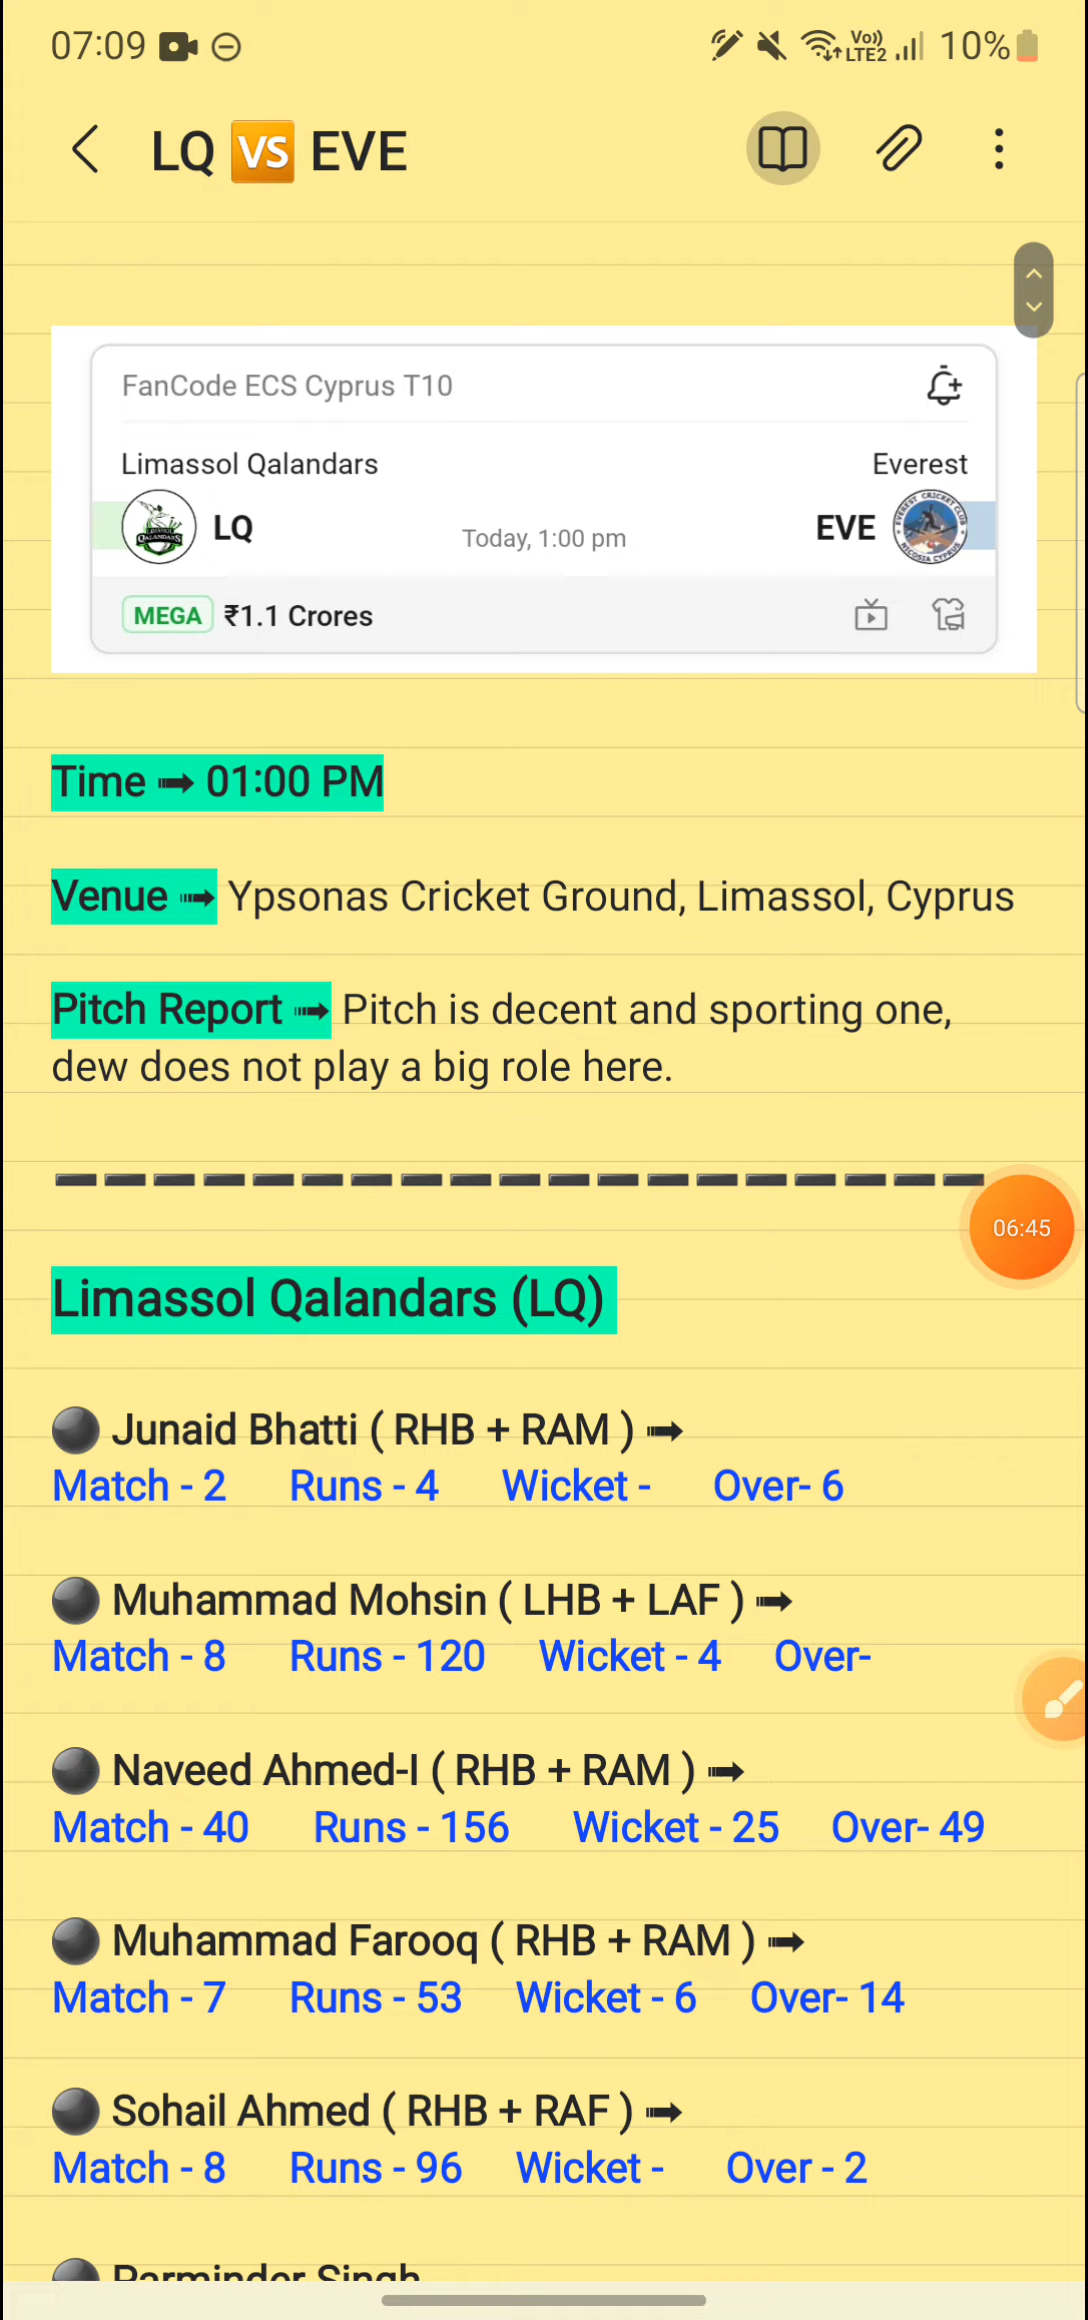 07:09 Vo)) LTE2 10%
LQ VS EVE
FanCode ECS Cyprus T10
Limassol Qalandars Everest
LQ Today, 1:00 pm EVE
MEGA ₹1.1 Crores
Time ➟ 01:00 PM
Venue ➟ Ypsonas Cricket Ground, Limassol, Cyprus
Pitch Report ➟ Pitch is decent and sporting one,
dew does not play a big role here.
06:45
Limassol Qalandars (LQ)
Junaid Bhatti ( RHB + RAM ) ➟
Match - 2 Runs - 4 Wicket - Over- 6
Muhammad Mohsin ( LHB + LAF ) ➟
Match - 8 Runs - 120 Wicket - 4 Over-
Naveed Ahmed-I ( RHB + RAM ) ➟
Match - 40 Runs - 156 Wicket - 25 Over- 49
Muhammad Farooq ( RHB + RAM ) ➟
Match - 7 Runs - 53 Wicket - 6 Over- 14
Sohail Ahmed ( RHB + RAF ) ➟
Match - 8 Runs - 96 Wicket - Over - 2
Parminder Singh